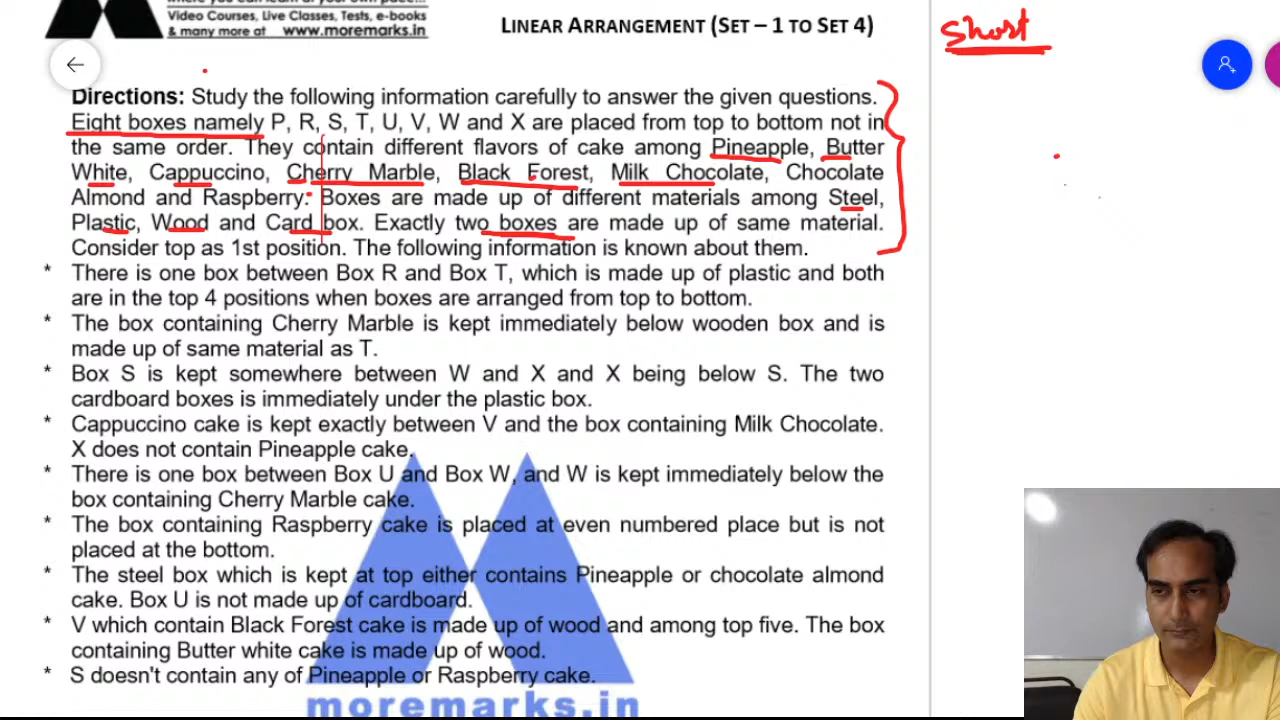 Video Courses, Live Classes, Tests, e-books
& many more at www.moremarks.in
LINEAR ARRANGEMENT (SET – 1 TO SET 4)
Short
Directions: Study the following information carefully to answer the given questions.
Eight boxes namely P, R, S, T, U, V, W and X are placed from top to bottom not in
the same order. They contain different flavors of cake among Pineapple, Butter
White, Cappuccino, Cherry Marble, Black Forest, Milk Chocolate, Chocolate
Almond and Raspberry. Boxes are made up of different materials among Steel,
Plastic, Wood and Card box. Exactly two boxes are made up of same material.
Consider top as 1st position. The following information is known about them.
* There is one box between Box R and Box T, which is made up of plastic and both
are in the top 4 positions when boxes are arranged from top to bottom.
* The box containing Cherry Marble is kept immediately below wooden box and is
made up of same material as T.
* Box S is kept somewhere between W and X and X being below S. The two
cardboard boxes is immediately under the plastic box.
* Cappuccino cake is kept exactly between V and the box containing Milk Chocolate.
X does not contain Pineapple cake.
* There is one box between Box U and Box W, and W is kept immediately below the
box containing Cherry Marble cake.
* The box containing Raspberry cake is placed at even numbered place but is not
placed at the bottom.
* The steel box which is kept at top either contains Pineapple or chocolate almond
cake. Box U is not made up of cardboard.
* V which contain Black Forest cake is made up of wood and among top five. The box
containing Butter white cake is made up of wood.
* S doesn't contain any of Pineapple or Raspberry cake.
moremarks.in